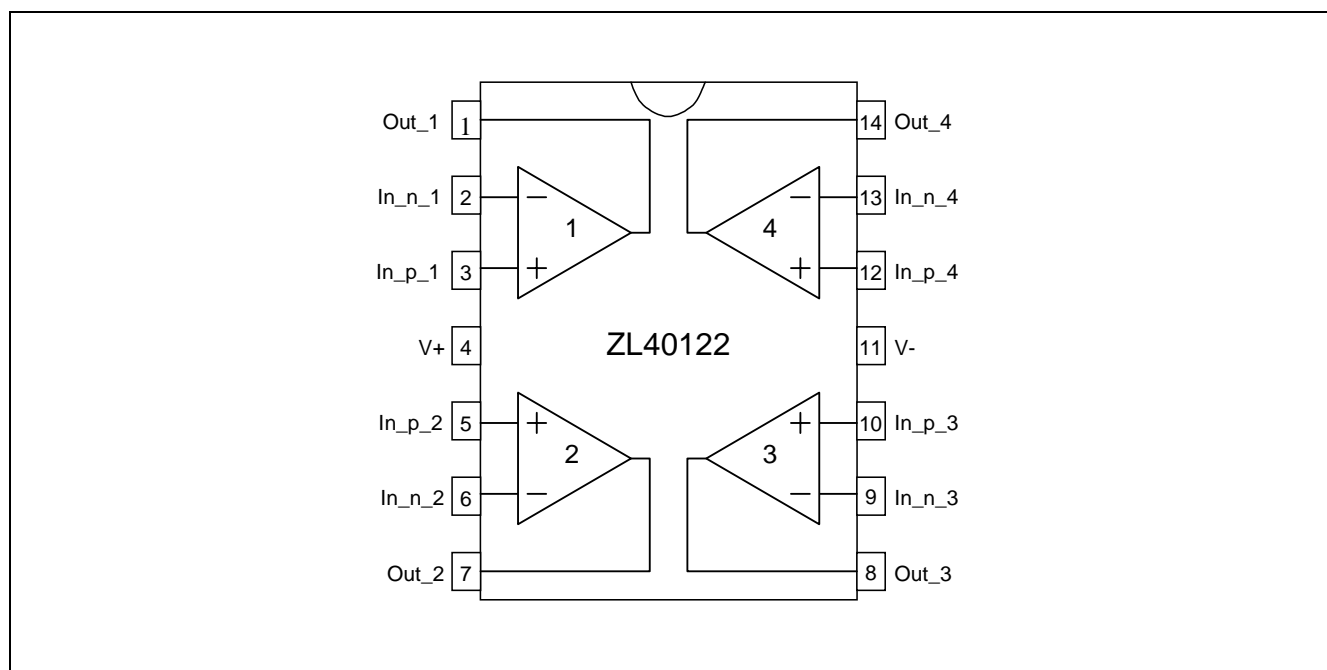 Out_1 1 14 Out_4
In_n_1 2 − − 13 In_n_4
1 4
In_p_1 3 + + 12 In_p_4
V+ 4 ZL40122 11 V-
In_p_2 5 + + 10 In_p_3
2 3
In_n_2 6 − − 9 In_n_3
Out_2 7 8 Out_3